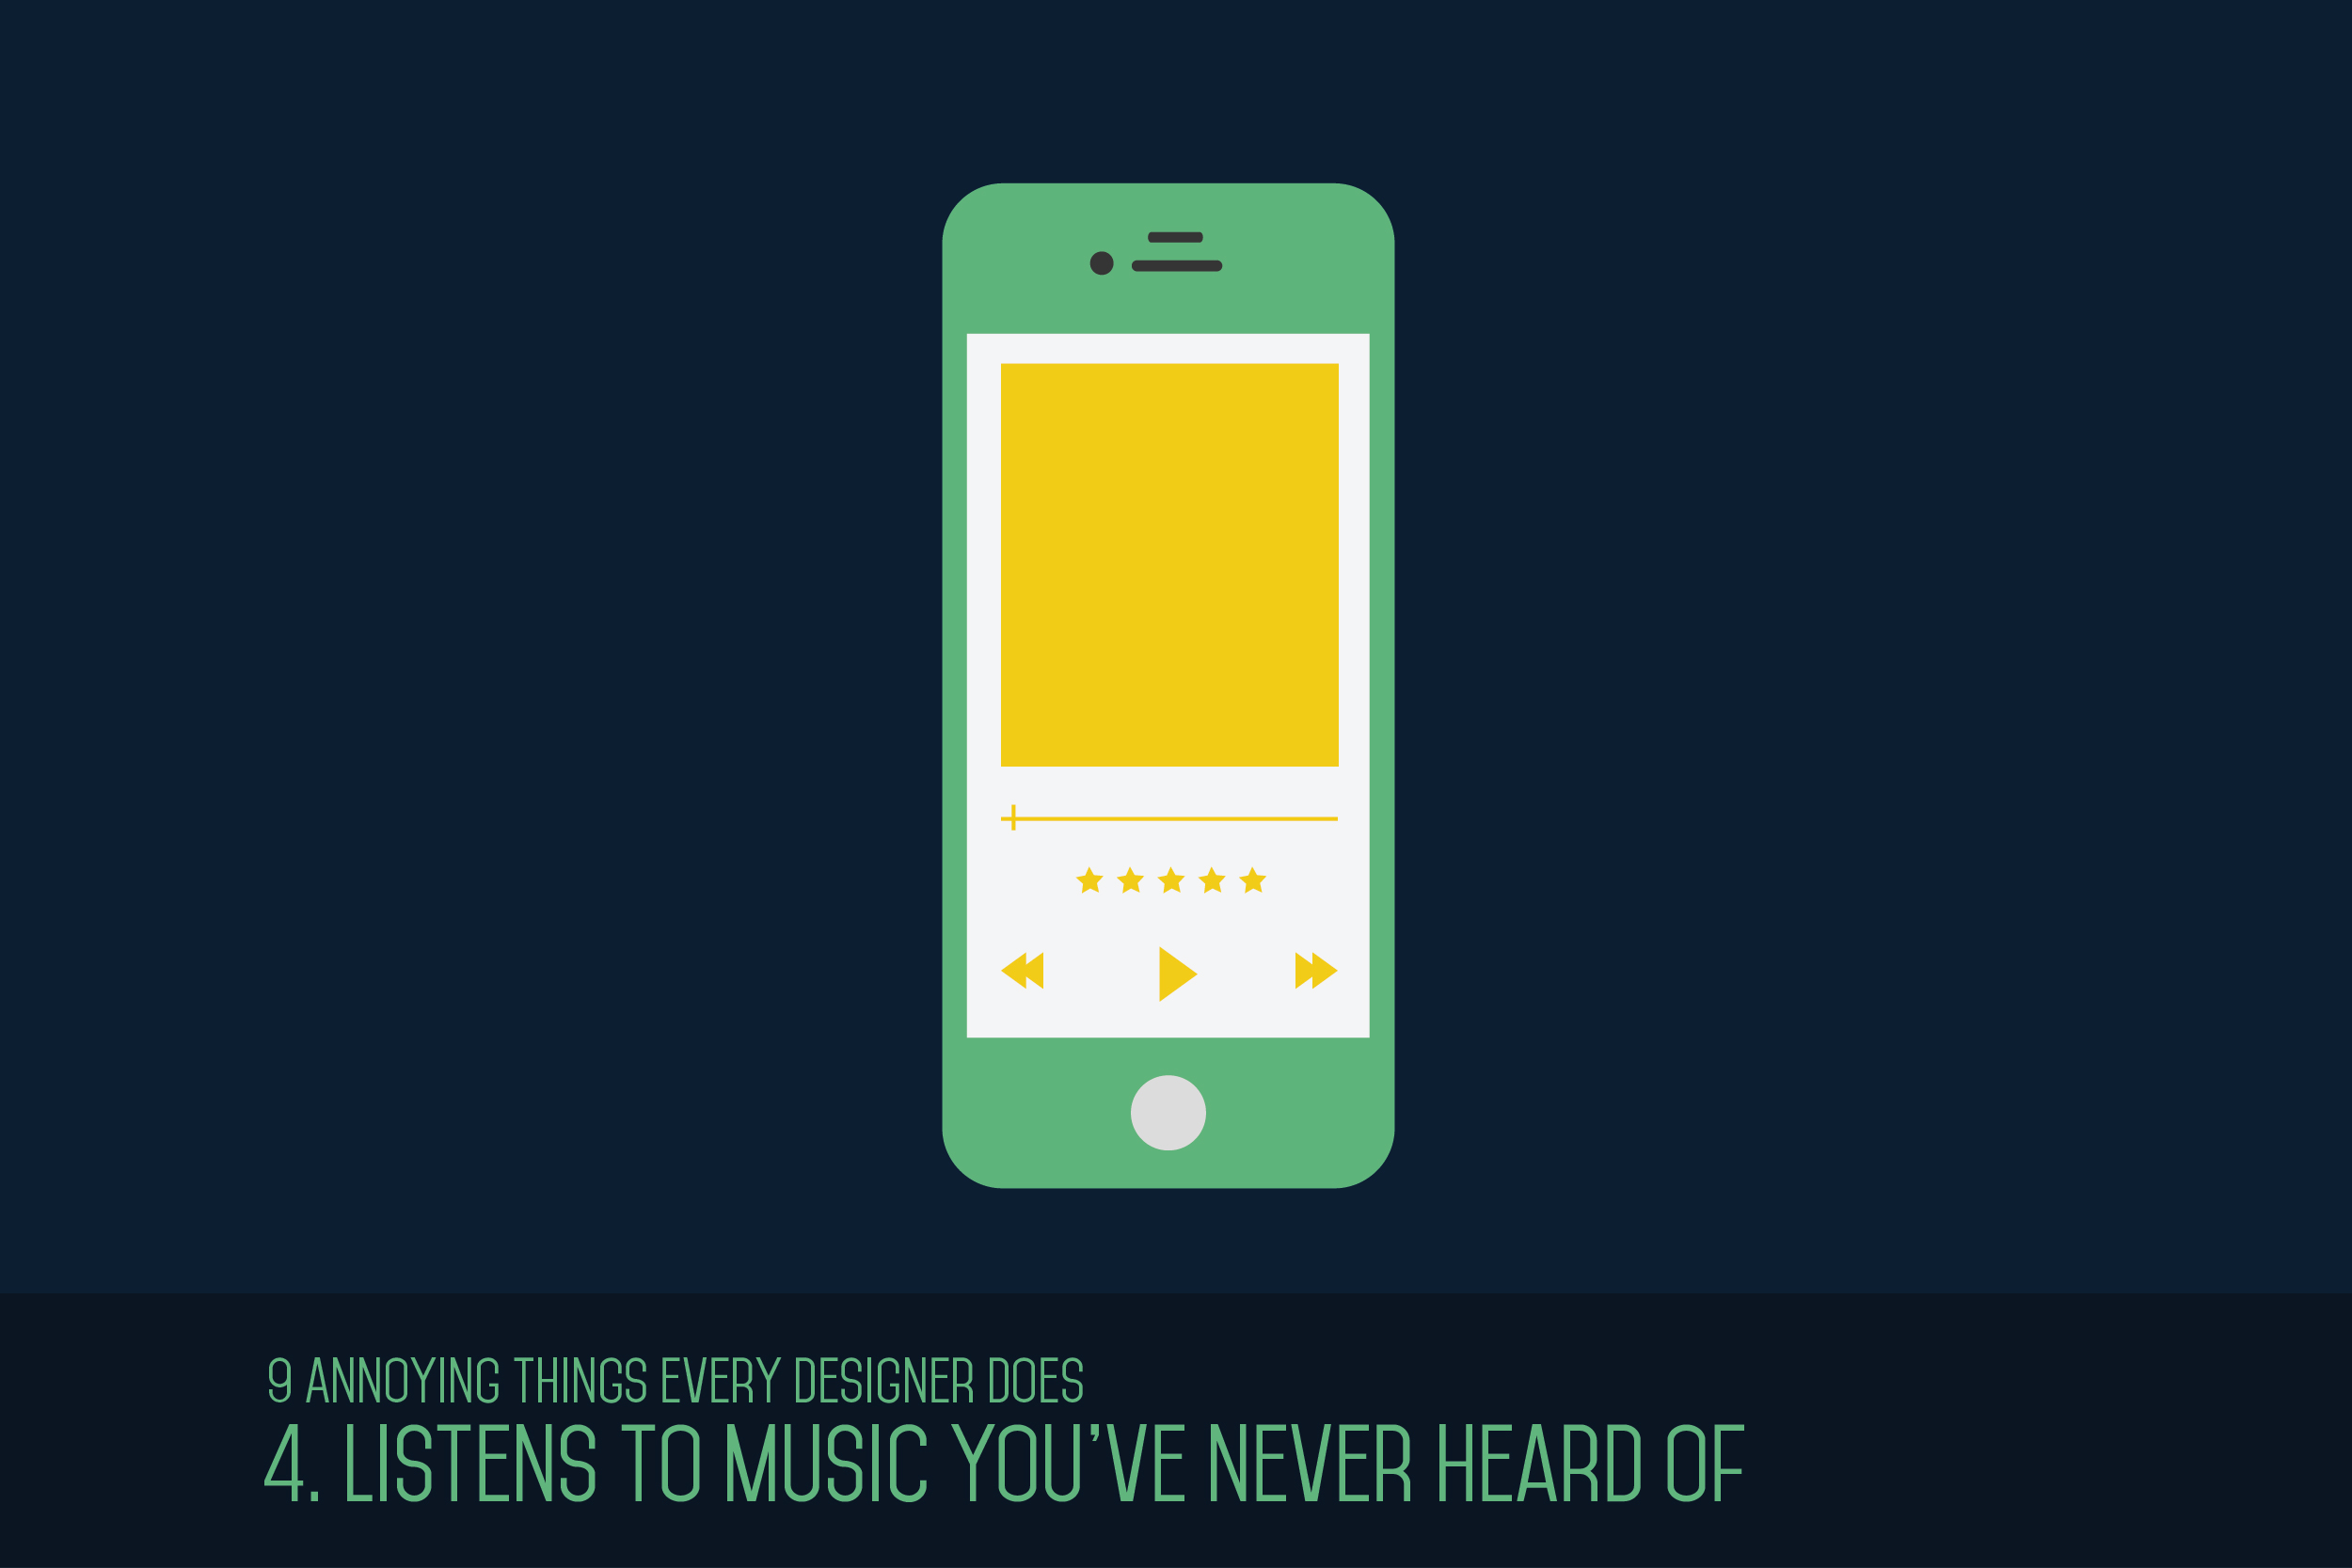 9 ANNOYING THINGS EVERY DESIGNER DOES
4. LISTENS TO MUSIC YOU'VE NEVER HEARD OF